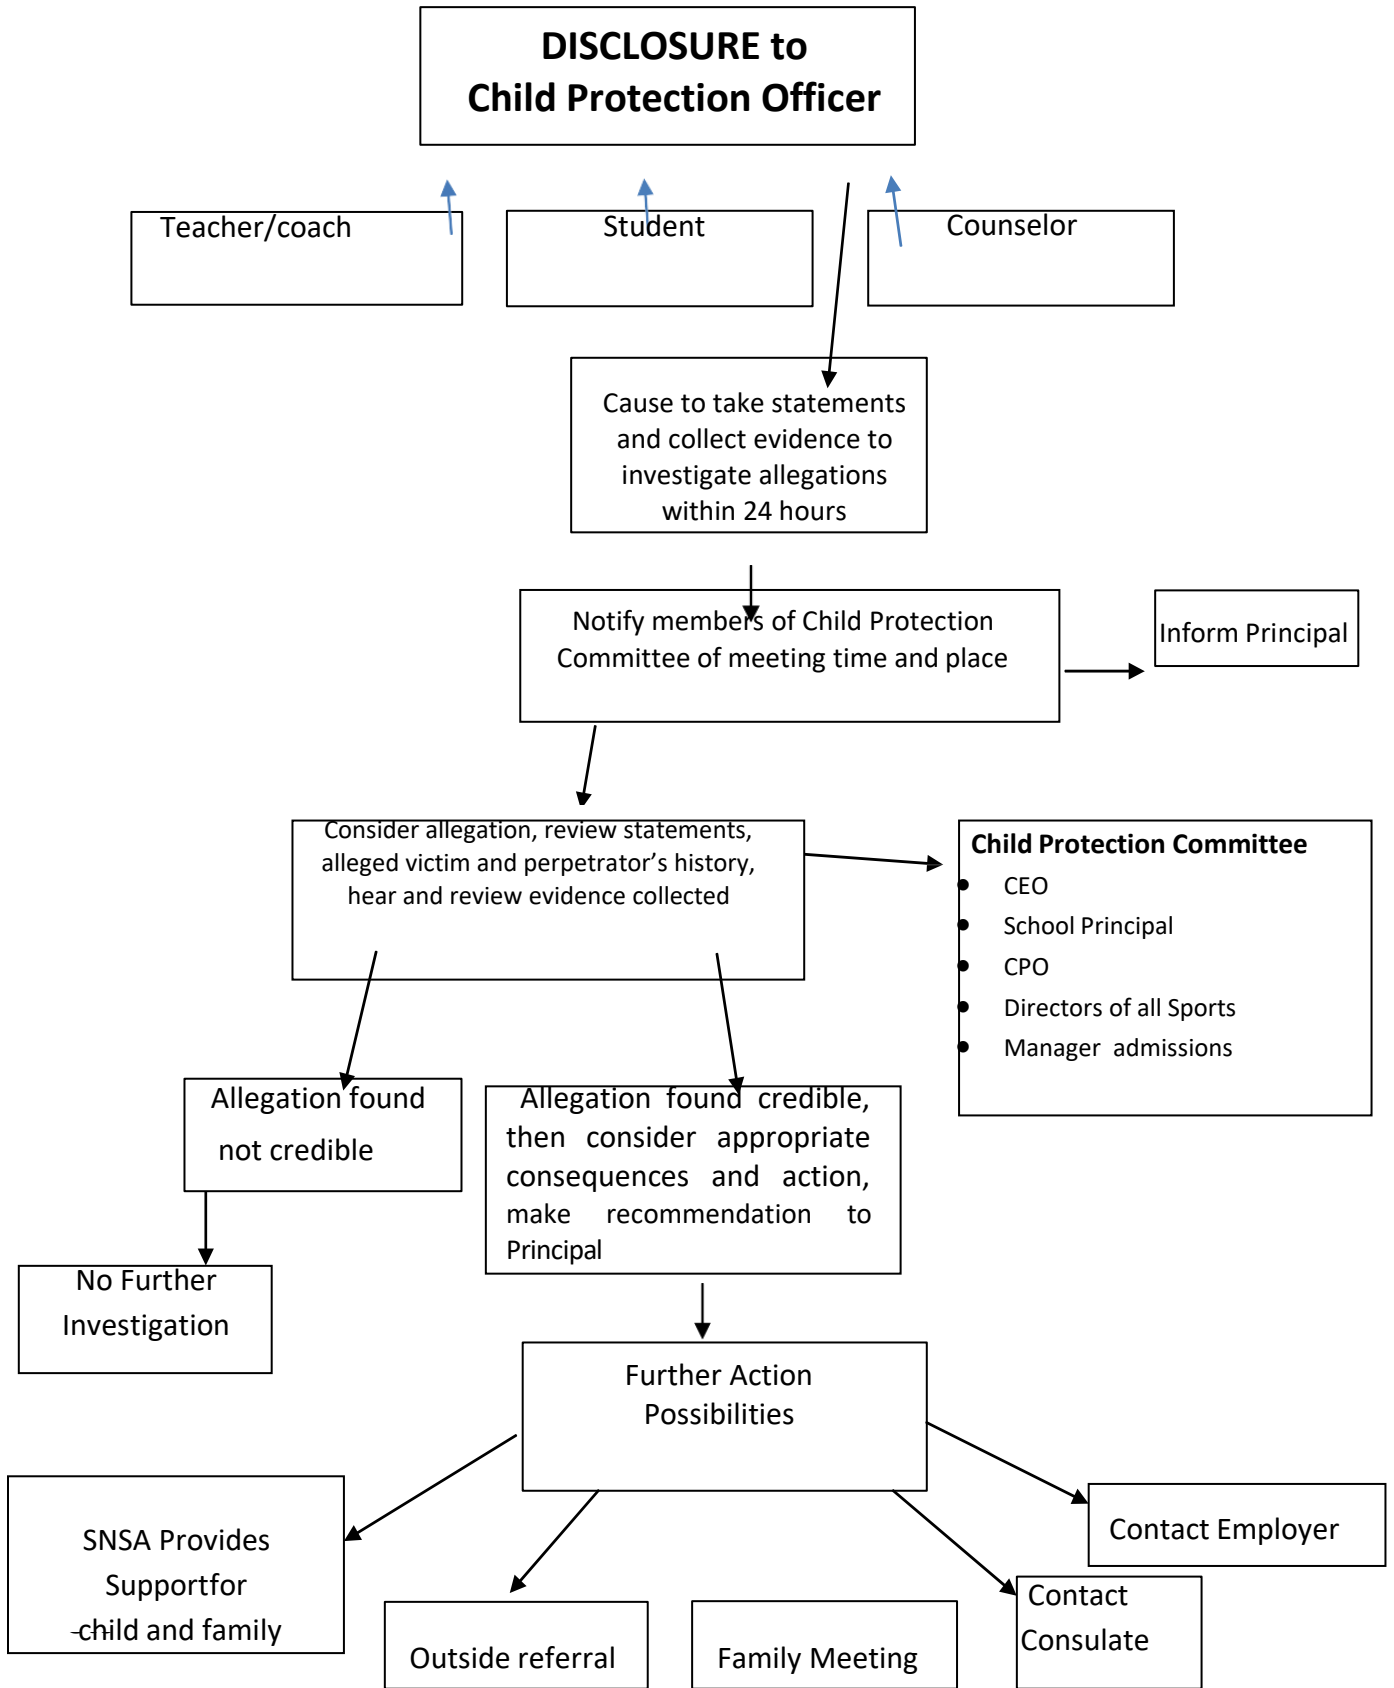 DISCLOSURE to
Child Protection Officer
Teacher/coach
Student
Counselor
Cause to take statements
and collect evidence to
investigate allegations
within 24 hours
Notify members of Child Protection
Committee of meeting time and place
Inform Principal
Consider allegation, review statements,
alleged victim and perpetrator’s history,
hear and review evidence collected
Child Protection Committee
• CEO
• School Principal
• CPO
• Directors of all Sports
• Manager admissions
Allegation found
not credible
Allegation found credible,
then consider appropriate
consequences and action,
make recommendation to
Principal
No Further
Investigation
Further Action
Possibilities
SNSA Provides
Supportfor
child and family
Outside referral
Family Meeting
Contact
Consulate
Contact Employer